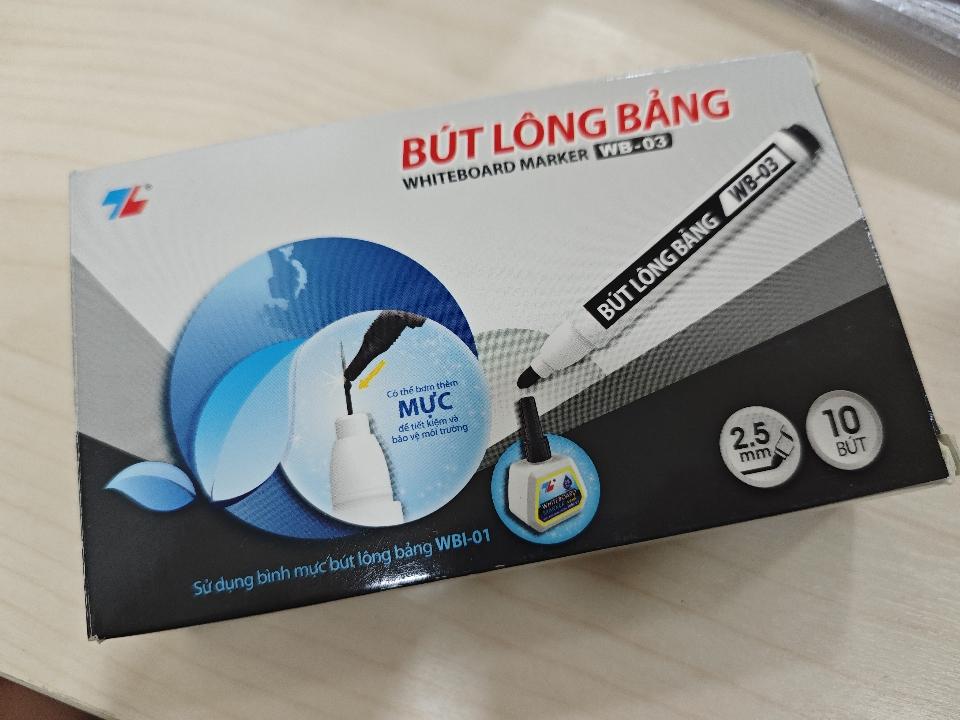 BÚT LÔNG BẢNG
WHITEBOARD MARKER WB-03
BÚT LÔNG BẢNG WB-03
TL
Có thể bơm thêm
MỰC
để tiết kiệm và
bảo vệ môi trường
WHITEBOARD
2.5
mm
10
BÚT
Sử dụng bình mực bút lông bảng WBI-01